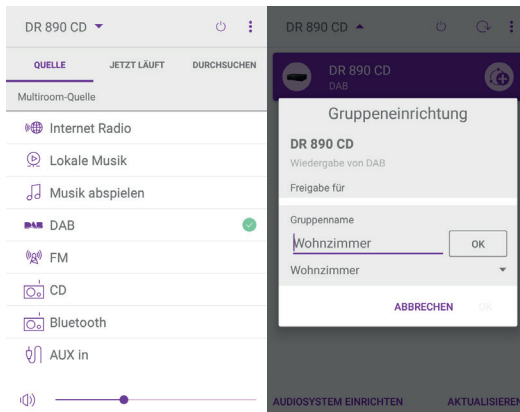 DR 890 CD
QUELLE JETZT LÄUFT DURCHSUCHEN
Multiroom-Quelle
Internet Radio
Lokale Musik
Musik abspielen
DAB DAB
FM
CD
Bluetooth
AUX in
DR 890 CD
DR 890 CD
DAB
Gruppeneinrichtung
DR 890 CD
Wiedergabe von DAB
Freigabe für
Gruppenname
Wohnzimmer OK
Wohnzimmer
ABBRECHEN OK
AUDIOSYSTEM EINRICHTEN AKTUALISIEREN